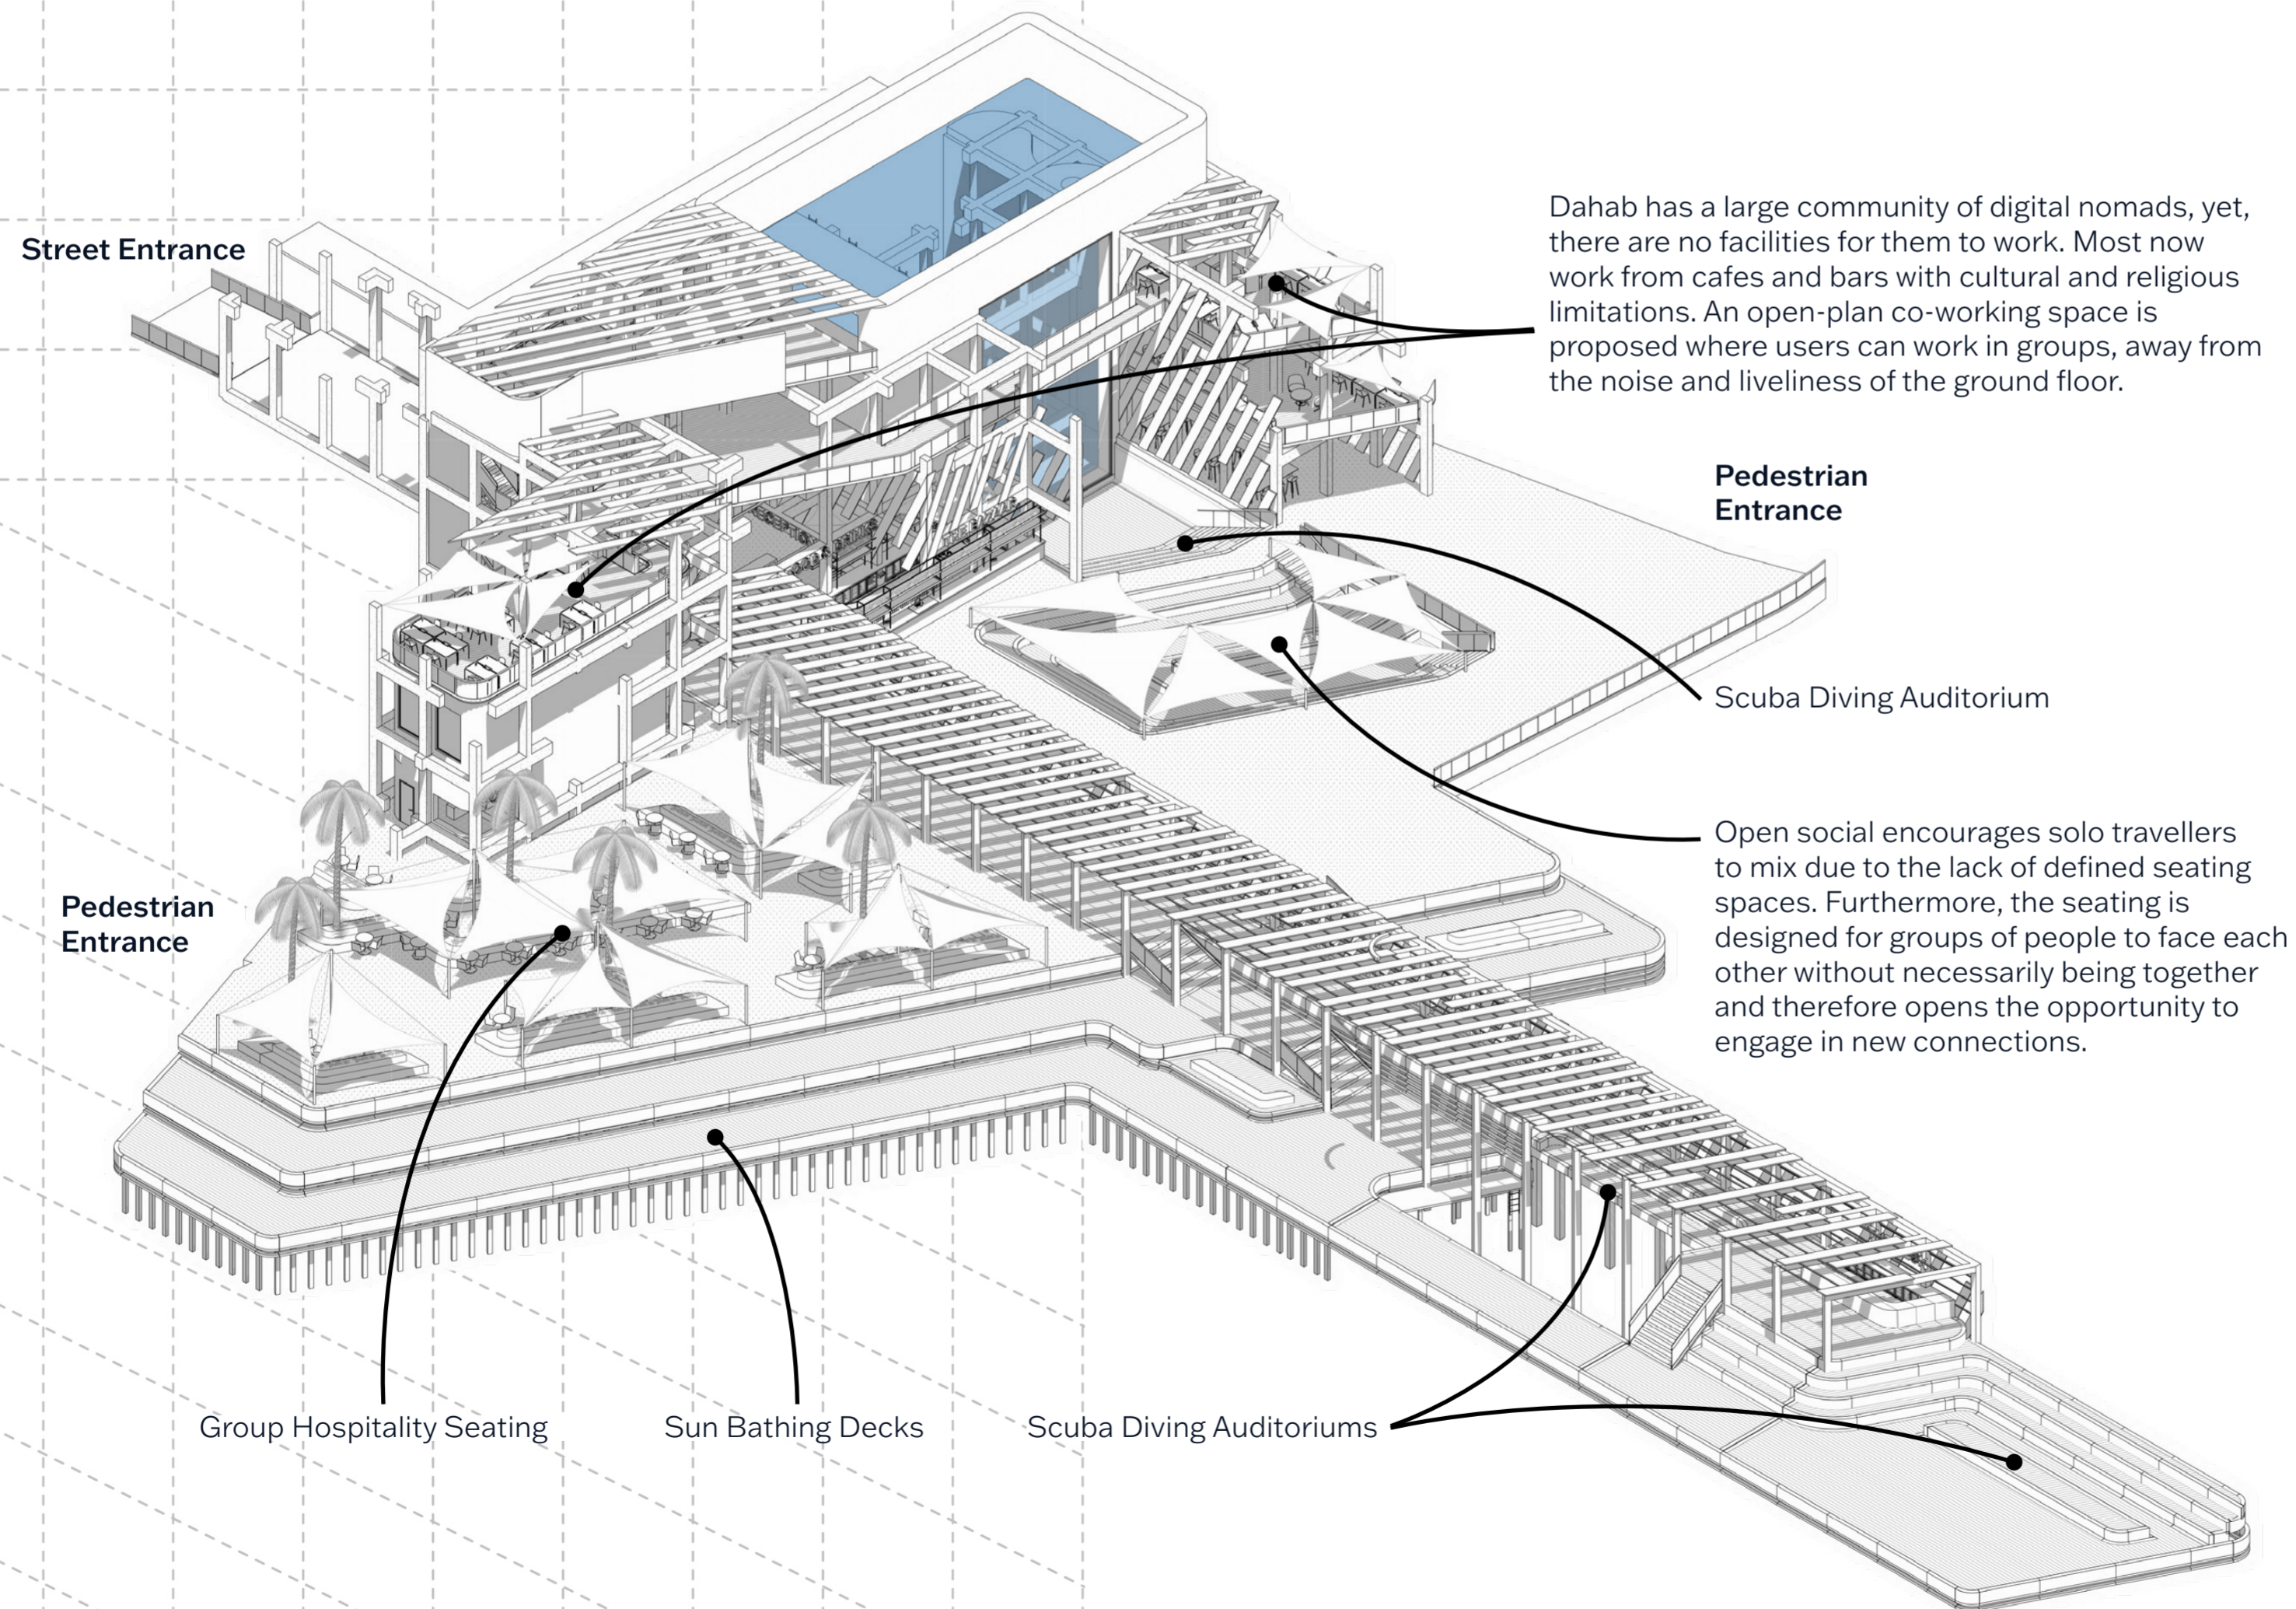 Street Entrance
Dahab has a large community of digital nomads, yet,
there are no facilities for them to work. Most now
work from cafes and bars with cultural and religious
limitations. An open-plan co-working space is
proposed where users can work in groups, away from
the noise and liveliness of the ground floor.
Pedestrian
Entrance
Scuba Diving Auditorium
Open social encourages solo travellers
to mix due to the lack of defined seating
spaces. Furthermore, the seating is
designed for groups of people to face each
other without necessarily being together
and therefore opens the opportunity to
engage in new connections.
Pedestrian
Entrance
Group Hospitality Seating
Sun Bathing Decks
Scuba Diving Auditoriums